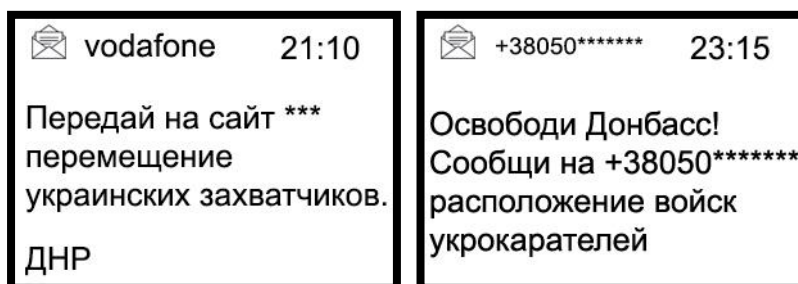 vodafone 21:10
Передай на сайт ***
перемещение
украинских захватчиков.
ДНР
+38050******* 23:15
Освободи Донбасс!
Сообщи на +38050*******
расположение войск
укрокарателей